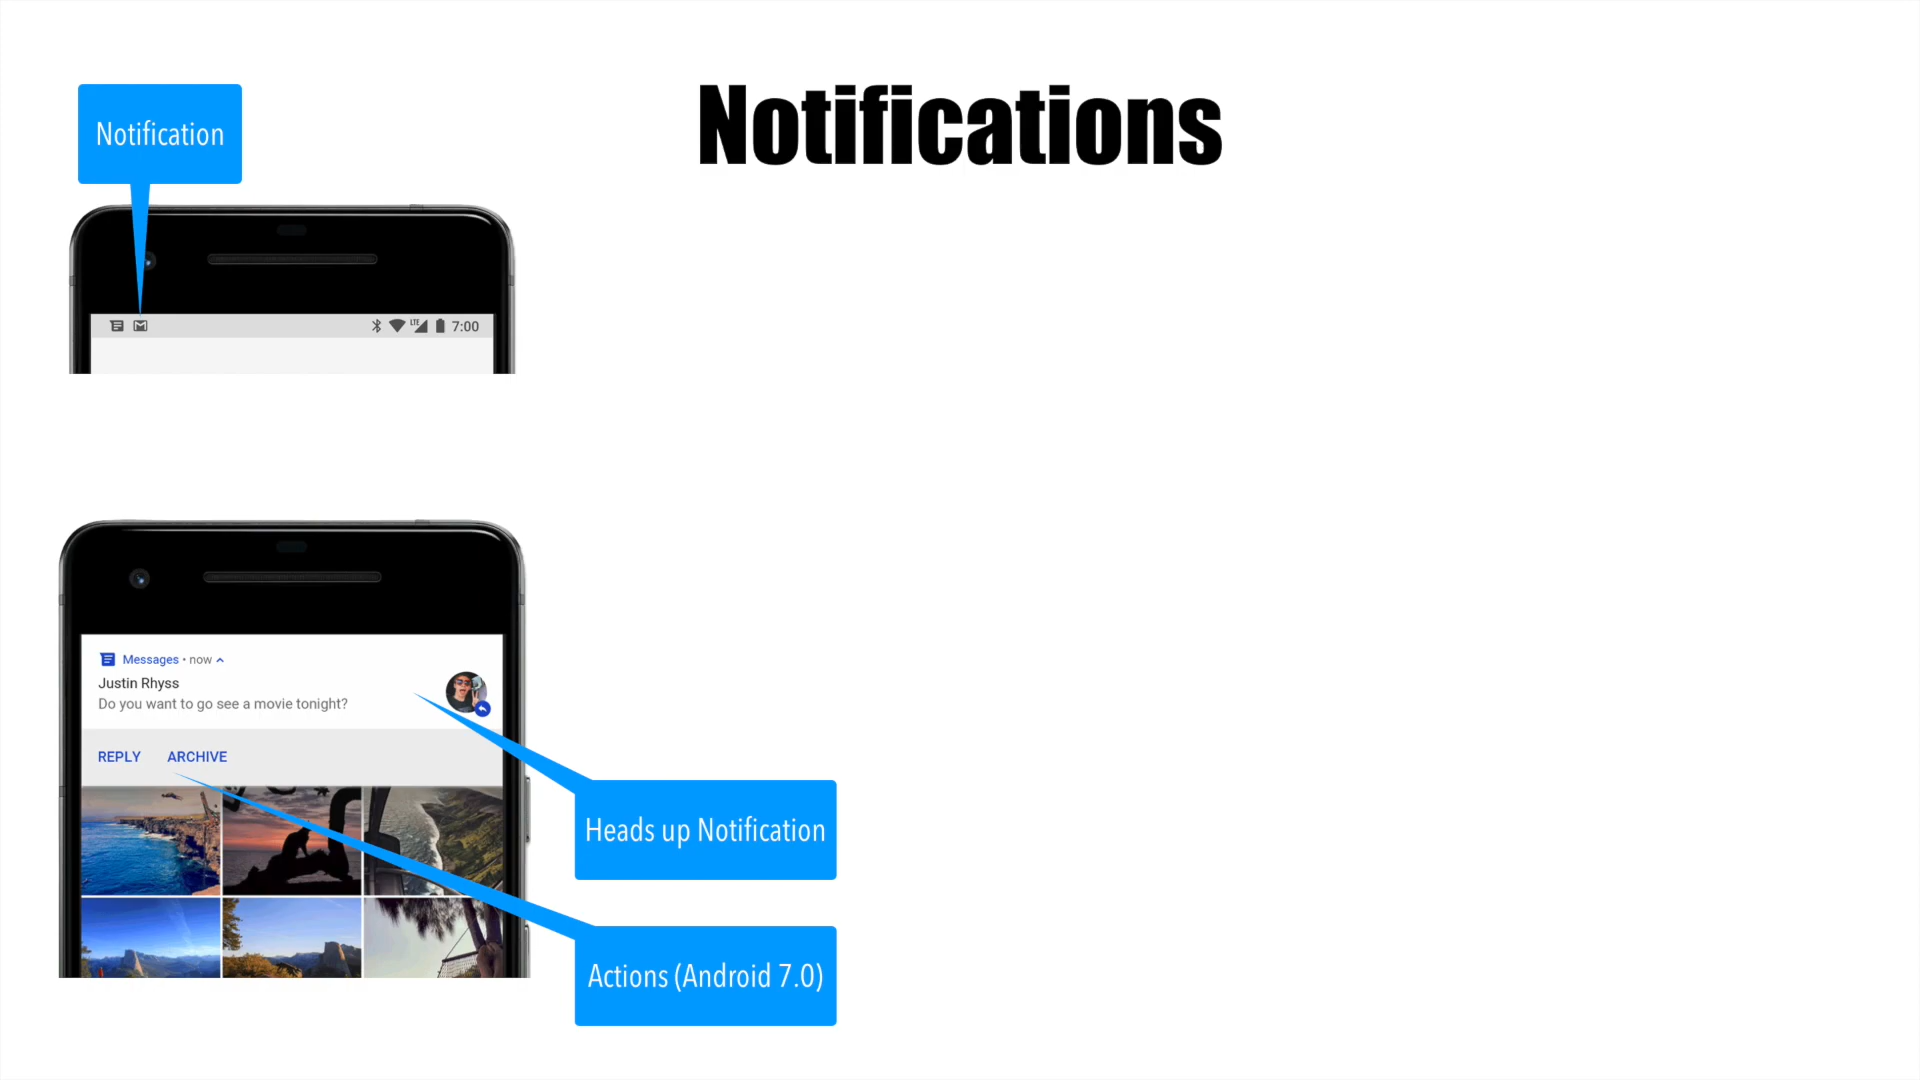 Notifications
Notification
LTE
7:00
Messages • now
Justin Rhyss
Do you want to go see a movie tonight?
REPLY ARCHIVE
Heads up Notification
Actions (Android 7.0)